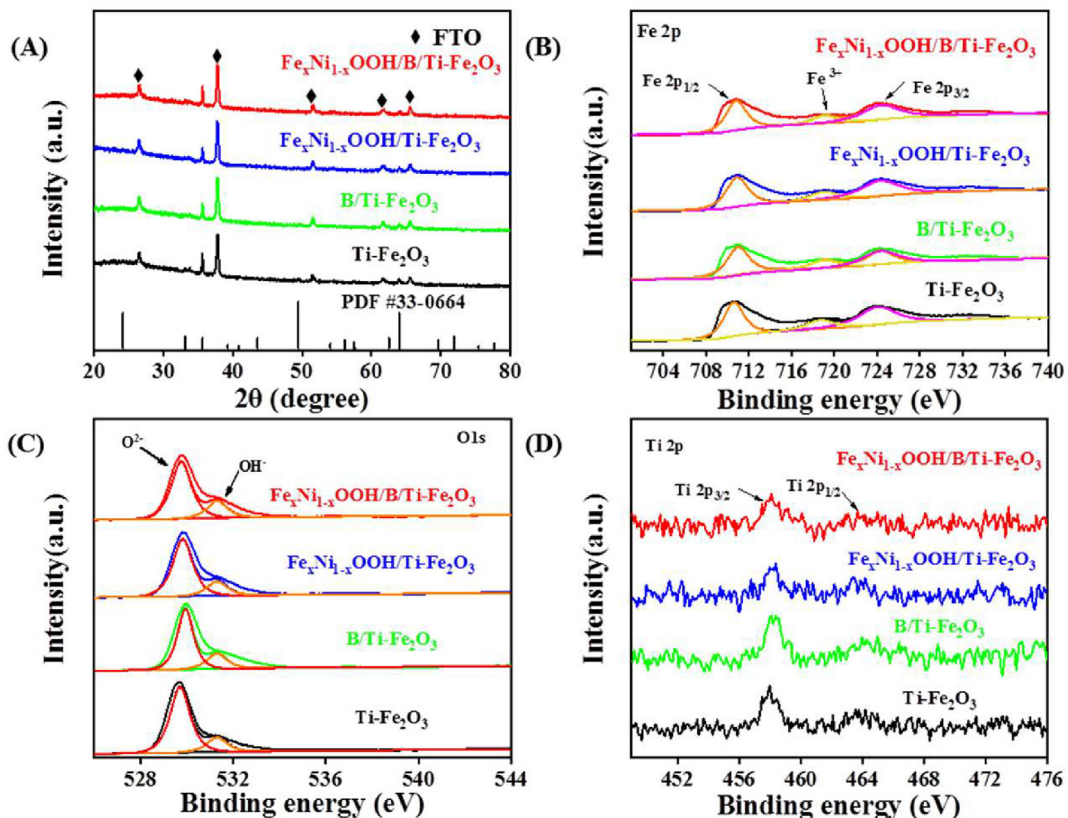 (A)
◆ FTO
FeₓNi₁₋ₓOOH/B/Ti-Fe₂O₃
FeₓNi₁₋ₓOOH/Ti-Fe₂O₃
B/Ti-Fe₂O₃
Ti-Fe₂O₃
PDF #33-0664
Intensity (a.u.)
20 30 40 50 60 70 80
2θ (degree)
(B)
Fe 2p
FeₓNi₁₋ₓOOH/B/Ti-Fe₂O₃
Fe 2p₁/₂
Fe³⁺
Fe 2p₃/₂
FeₓNi₁₋ₓOOH/Ti-Fe₂O₃
B/Ti-Fe₂O₃
Ti-Fe₂O₃
Intensity(a.u.)
704 708 712 716 720 724 728 732 736 740
Binding energy (eV)
(C)
O²⁻
O1s
OH⁻
FeₓNi₁₋ₓOOH/B/Ti-Fe₂O₃
FeₓNi₁₋ₓOOH/Ti-Fe₂O₃
B/Ti-Fe₂O₃
Ti-Fe₂O₃
Intensity(a.u.)
528 532 536 540 544
Binding energy (eV)
(D)
Ti 2p
FeₓNi₁₋ₓOOH/B/Ti-Fe₂O₃
Ti 2p₃/₂
Ti 2p₁/₂
FeₓNi₁₋ₓOOH/Ti-Fe₂O₃
B/Ti-Fe₂O₃
Ti-Fe₂O₃
Intensity(a.u.)
452 456 460 464 468 472 476
Binding energy (eV)